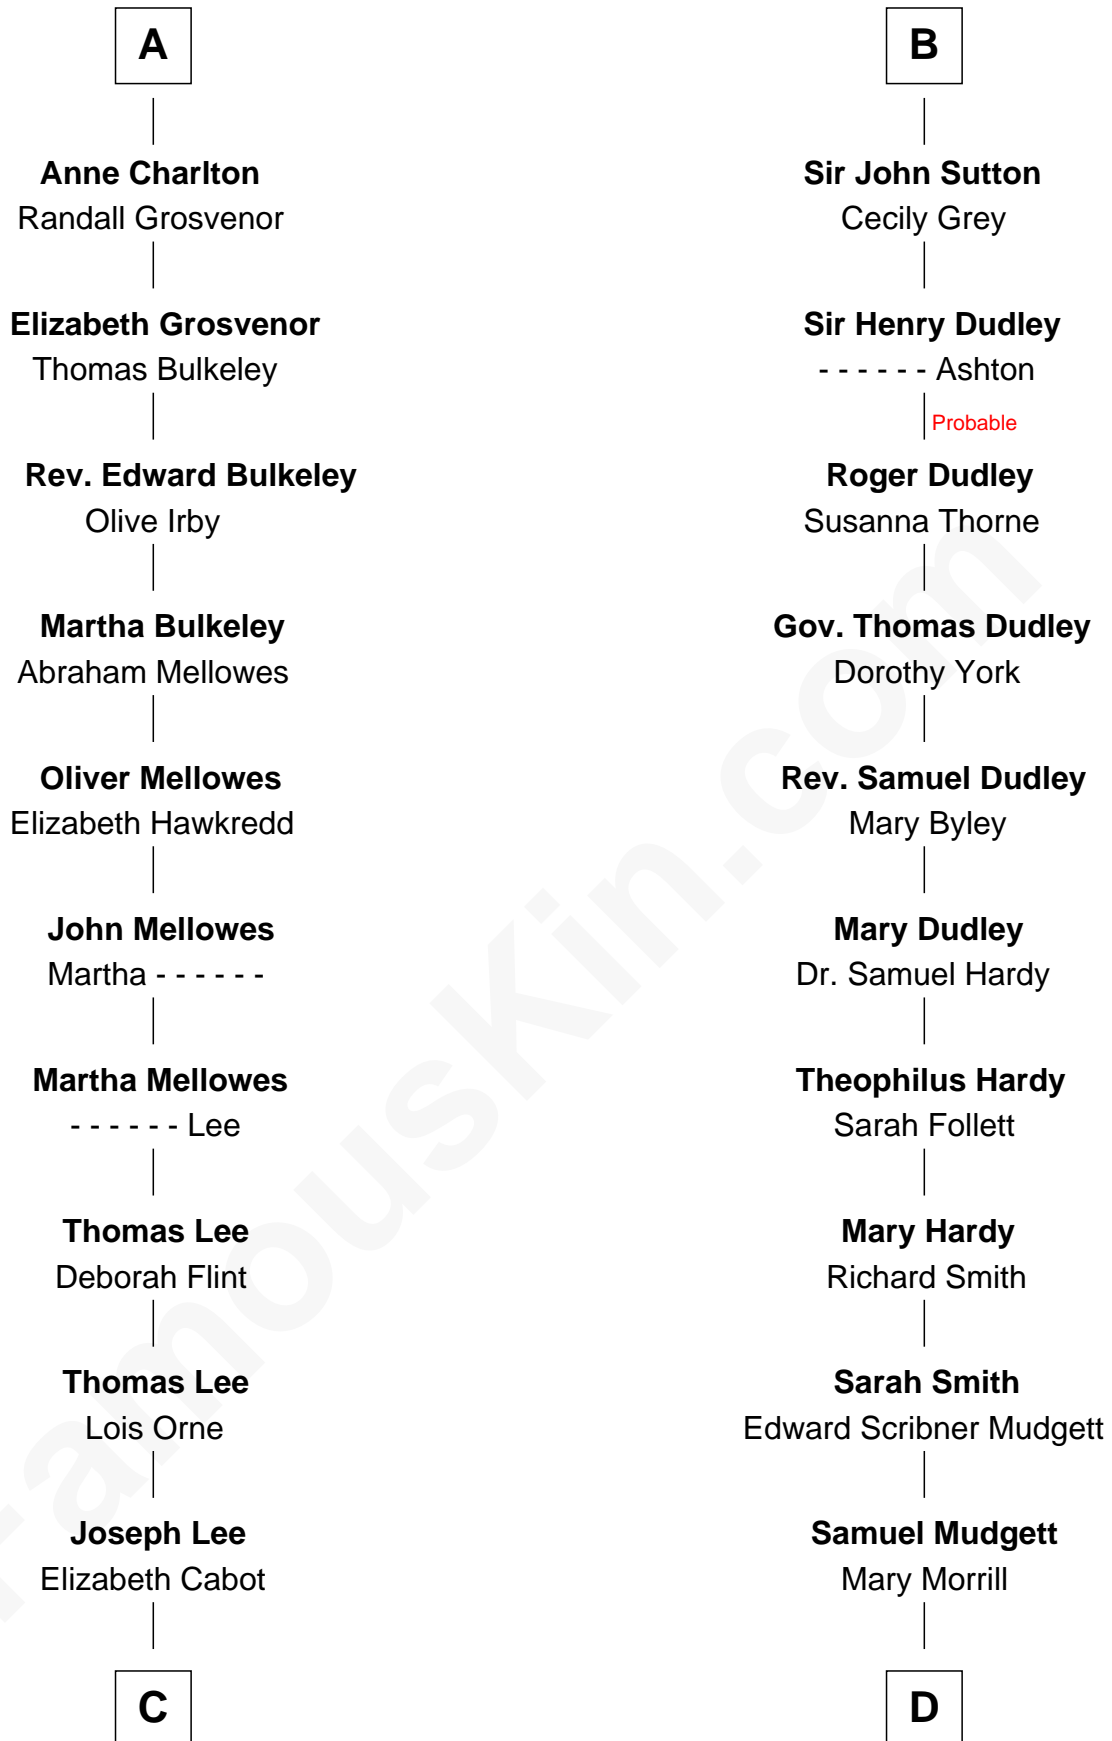 A
Anne Charlton
Randall Grosvenor
Elizabeth Grosvenor
Thomas Bulkeley
Rev. Edward Bulkeley
Olive Irby
Martha Bulkeley
Abraham Mellowes
Oliver Mellowes
Elizabeth Hawkredd
John Mellowes
Martha - - - - - -
Martha Mellowes
- - - - - - Lee
Thomas Lee
Deborah Flint
Thomas Lee
Lois Orne
Joseph Lee
Elizabeth Cabot
C
B
Sir John Sutton
Cecily Grey
Sir Henry Dudley
- - - - - - Ashton
Probable
Roger Dudley
Susanna Thorne
Gov. Thomas Dudley
Dorothy York
Rev. Samuel Dudley
Mary Byley
Mary Dudley
Dr. Samuel Hardy
Theophilus Hardy
Sarah Follett
Mary Hardy
Richard Smith
Sarah Smith
Edward Scribner Mudgett
Samuel Mudgett
Mary Morrill
D
FamousKin.com